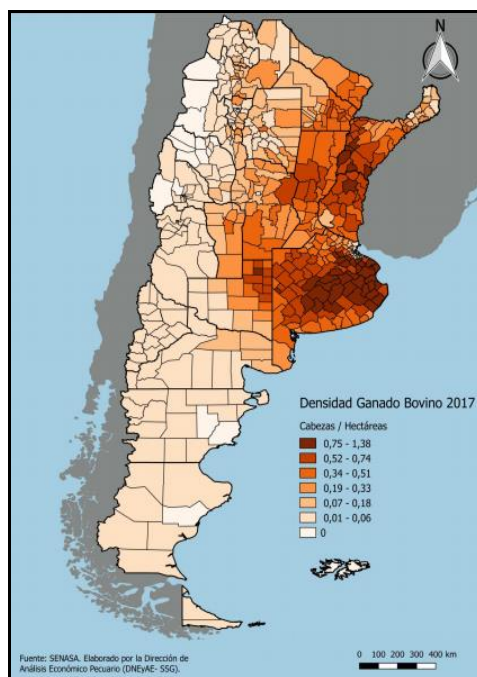 N
Densidad Ganado Bovino 2017
Cabezas / Hectáreas
0,75 - 1,38
0,52 - 0,74
0,34 - 0,51
0,19 - 0,33
0,07 - 0,18
0,01 - 0,06
0
Fuente: SENASA. Elaborado por la Dirección de
Análisis Económico Pecuario (DNEyAE- SSG).
0 100 200 300 400 km